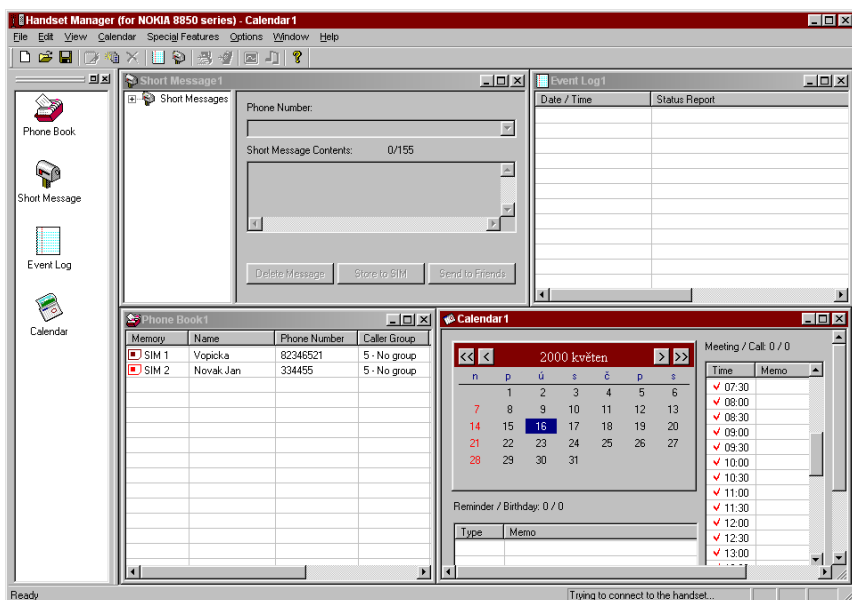 Handset Manager (for NOKIA 8850 series) - Calendar1
File Edit View Calendar Special Features Options Window Help
Phone Book
Short Message
Event Log
Calendar
Short Message1
Short Messages
Phone Number:
Short Message Contents: 0/155
Delete Message Store to SIM Send to Friends
Event Log1
Date / Time Status Report
Phone Book1
Memory Name Phone Number Caller Group
SIM 1 Vopicka 82346521 5 - No group
SIM 2 Novak Jan 334455 5 - No group
Calendar1
<< < 2000 květen > >>
n p ú s č p s
1 2 3 4 5 6
7 8 9 10 11 12 13
14 15 16 17 18 19 20
21 22 23 24 25 26 27
28 29 30 31
Reminder / Birthday: 0 / 0
Type Memo
Meeting / Call: 0 / 0
Time Memo
07:30
08:00
08:30
09:00
09:30
10:00
10:30
11:00
11:30
12:00
12:30
13:00
Ready Trying to connect to the handset...